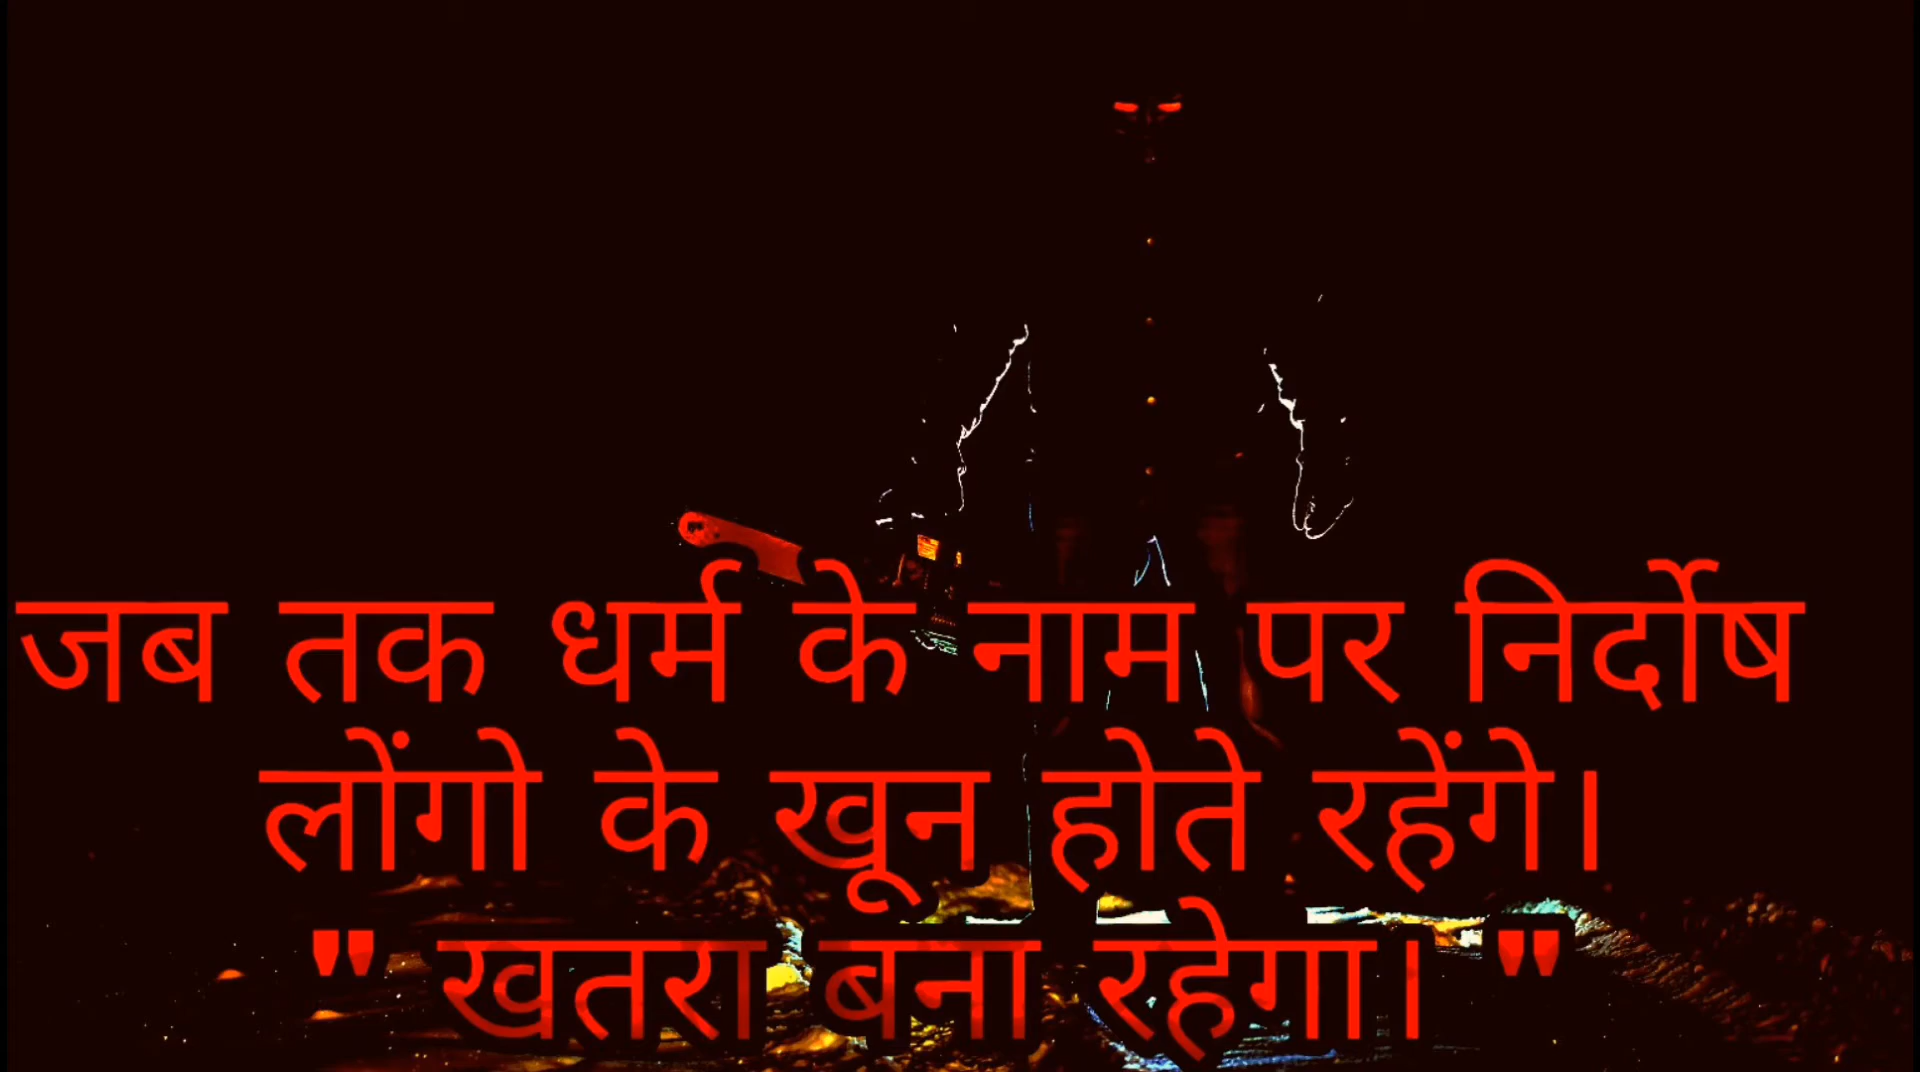 जब तक धर्म के नाम पर निर्दोष
लोंगो के खून होते रहेंगे।
" खतरा बना रहेगा। "